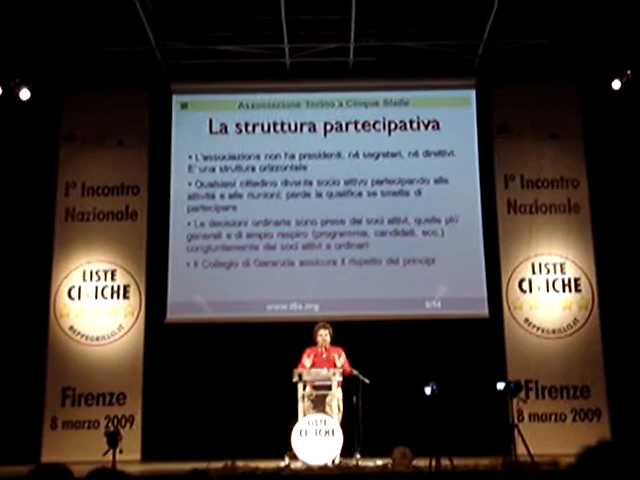 Associazione Torino a Cinque Stelle
La struttura partecipativa
• L'associazione non ha presidenti, né segretari, né direttivi.
E' una struttura orizzontale
• Qualsiasi cittadino diventa socio attivo partecipando alle
attività e alle riunioni; perde la qualifica se smette di
partecipare
• Le decisioni ordinarie sono prese dai soci attivi, quelle più
generali e di ampio respiro (programma, candidati, ecc.)
congiuntamente dai soci attivi e ordinari
• Il Collegio di Garanzia assicura il rispetto dei principi
I° Incontro
Nazionale
LISTE
CIVICHE
BEPPEGRILLO.IT
Firenze
8 marzo 2009
I° Incontro
Nazionale
LISTE
CIVICHE
BEPPEGRILLO.IT
Firenze
8 marzo 2009
LISTE
CIVICHE